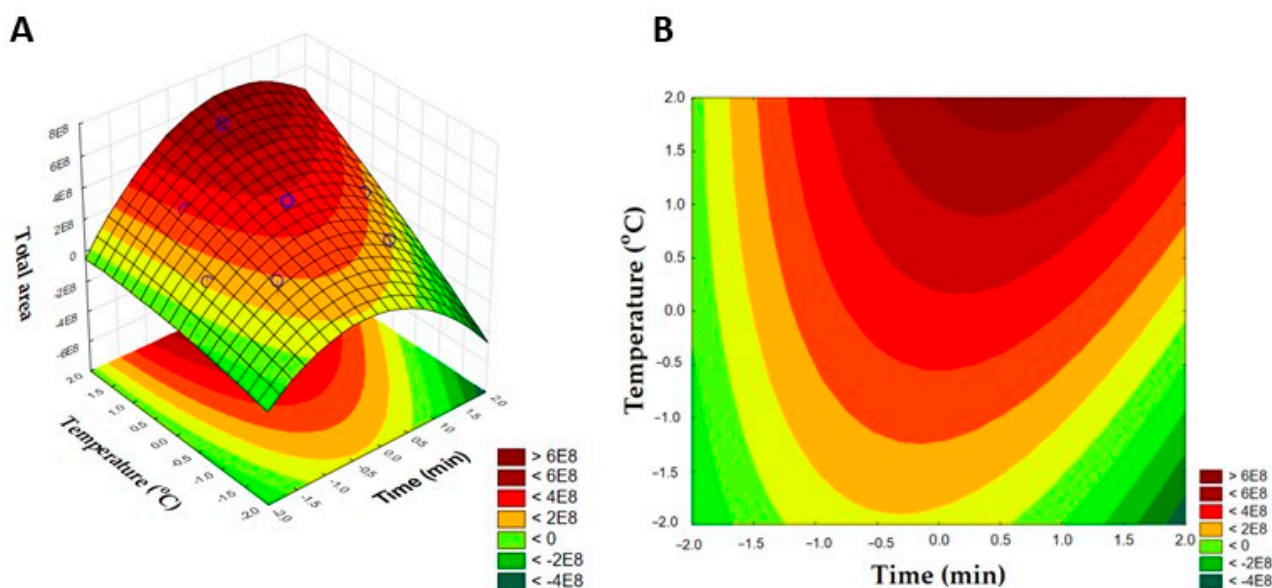 A
8E8
8E8
6E8
4E8
2E8
0
-2E8
-4E8
-6E8
Total area
2.0
1.5
1.0
0.5
0.0
-0.5
-1.0
-1.5
-2.0
Temperature (°C)
-2.0
-1.5
-1.0
-0.5
0.0
0.5
1.0
1.5
2.0
Time (min)
> 6E8
< 6E8
< 4E8
< 2E8
< 0
< -2E8
< -4E8
B
2.0
1.5
1.0
0.5
0.0
-0.5
-1.0
-1.5
-2.0
Temperature (°C)
-2.0 -1.5 -1.0 -0.5 0.0 0.5 1.0 1.5 2.0
Time (min)
> 6E8
< 6E8
< 4E8
< 2E8
< 0
< -2E8
< -4E8